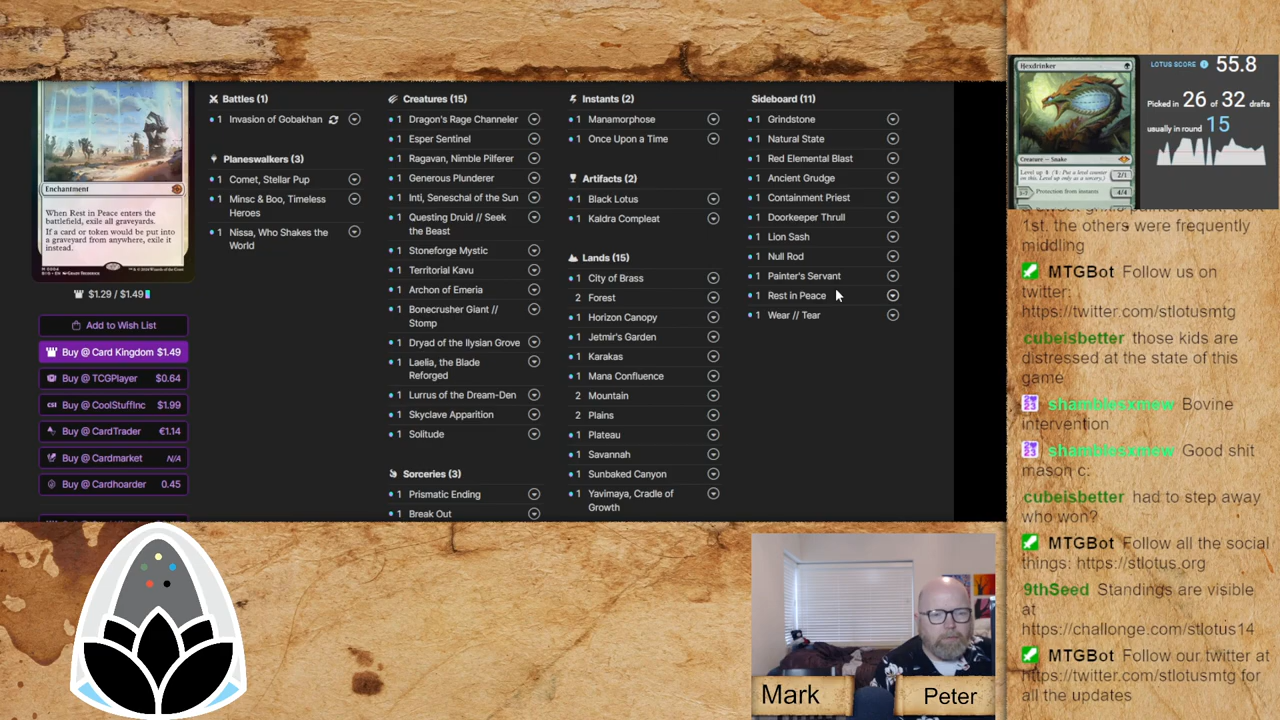 Enchantment
When Rest in Peace enters the
battlefield, exile all graveyards.
If a card or token would be put into
a graveyard from anywhere, exile it
instead.
$1.29 / $1.49
Add to Wish List
Buy @ Card Kingdom $1.49
Buy @ TCGPlayer $0.64
Buy @ CoolStuffInc $1.99
Buy @ CardTrader €1.14
Buy @ Cardmarket N/A
Buy @ Cardhoarder 0.45
Battles (1)
1 Invasion of Gobakhan
Planeswalkers (3)
1 Comet, Stellar Pup
1 Minsc & Boo, Timeless
Heroes
1 Nissa, Who Shakes the
World
Creatures (15)
1 Dragon's Rage Channeler
1 Esper Sentinel
1 Ragavan, Nimble Pilferer
1 Generous Plunderer
1 Inti, Seneschal of the Sun
1 Questing Druid // Seek
the Beast
1 Stoneforge Mystic
1 Territorial Kavu
1 Archon of Emeria
1 Bonecrusher Giant //
Stomp
1 Dryad of the Ilysian Grove
1 Laelia, the Blade
Reforged
1 Lurrus of the Dream-Den
1 Skyclave Apparition
1 Solitude
Sorceries (3)
1 Prismatic Ending
1 Break Out
Instants (2)
1 Manamorphose
1 Once Upon a Time
Artifacts (2)
1 Black Lotus
1 Kaldra Compleat
Lands (15)
1 City of Brass
2 Forest
1 Horizon Canopy
1 Jetmir's Garden
1 Karakas
1 Mana Confluence
2 Mountain
2 Plains
1 Plateau
1 Savannah
1 Sunbaked Canyon
1 Yavimaya, Cradle of
Growth
Sideboard (11)
1 Grindstone
1 Natural State
1 Red Elemental Blast
1 Ancient Grudge
1 Containment Priest
1 Doorkeeper Thrull
1 Lion Sash
1 Null Rod
1 Painter's Servant
1 Rest in Peace
1 Wear // Tear
Hexdrinker
Creature — Snake
2/1
Protection from instants
4/4
LOTUS SCORE 55.8
Picked in 26 of 32 drafts
usually in round 15
1st. the others were frequently
middling
MTGBot Follow us on
twitter:
https://twitter.com/stlotusmtg
cubeisbetter those kids are
distressed at the state of this
game
shamblesxmew Bovine
intervention
shamblesxmew Good shit
mason c:
cubeisbetter had to step away
who won?
MTGBot Follow all the social
things: https://stlotus.org
9thSeed Standings are visible
at
https://challonge.com/stlotus14
MTGBot Follow our twitter at
https://twitter.com/stlotusmtg for
all the updates
Mark
Peter